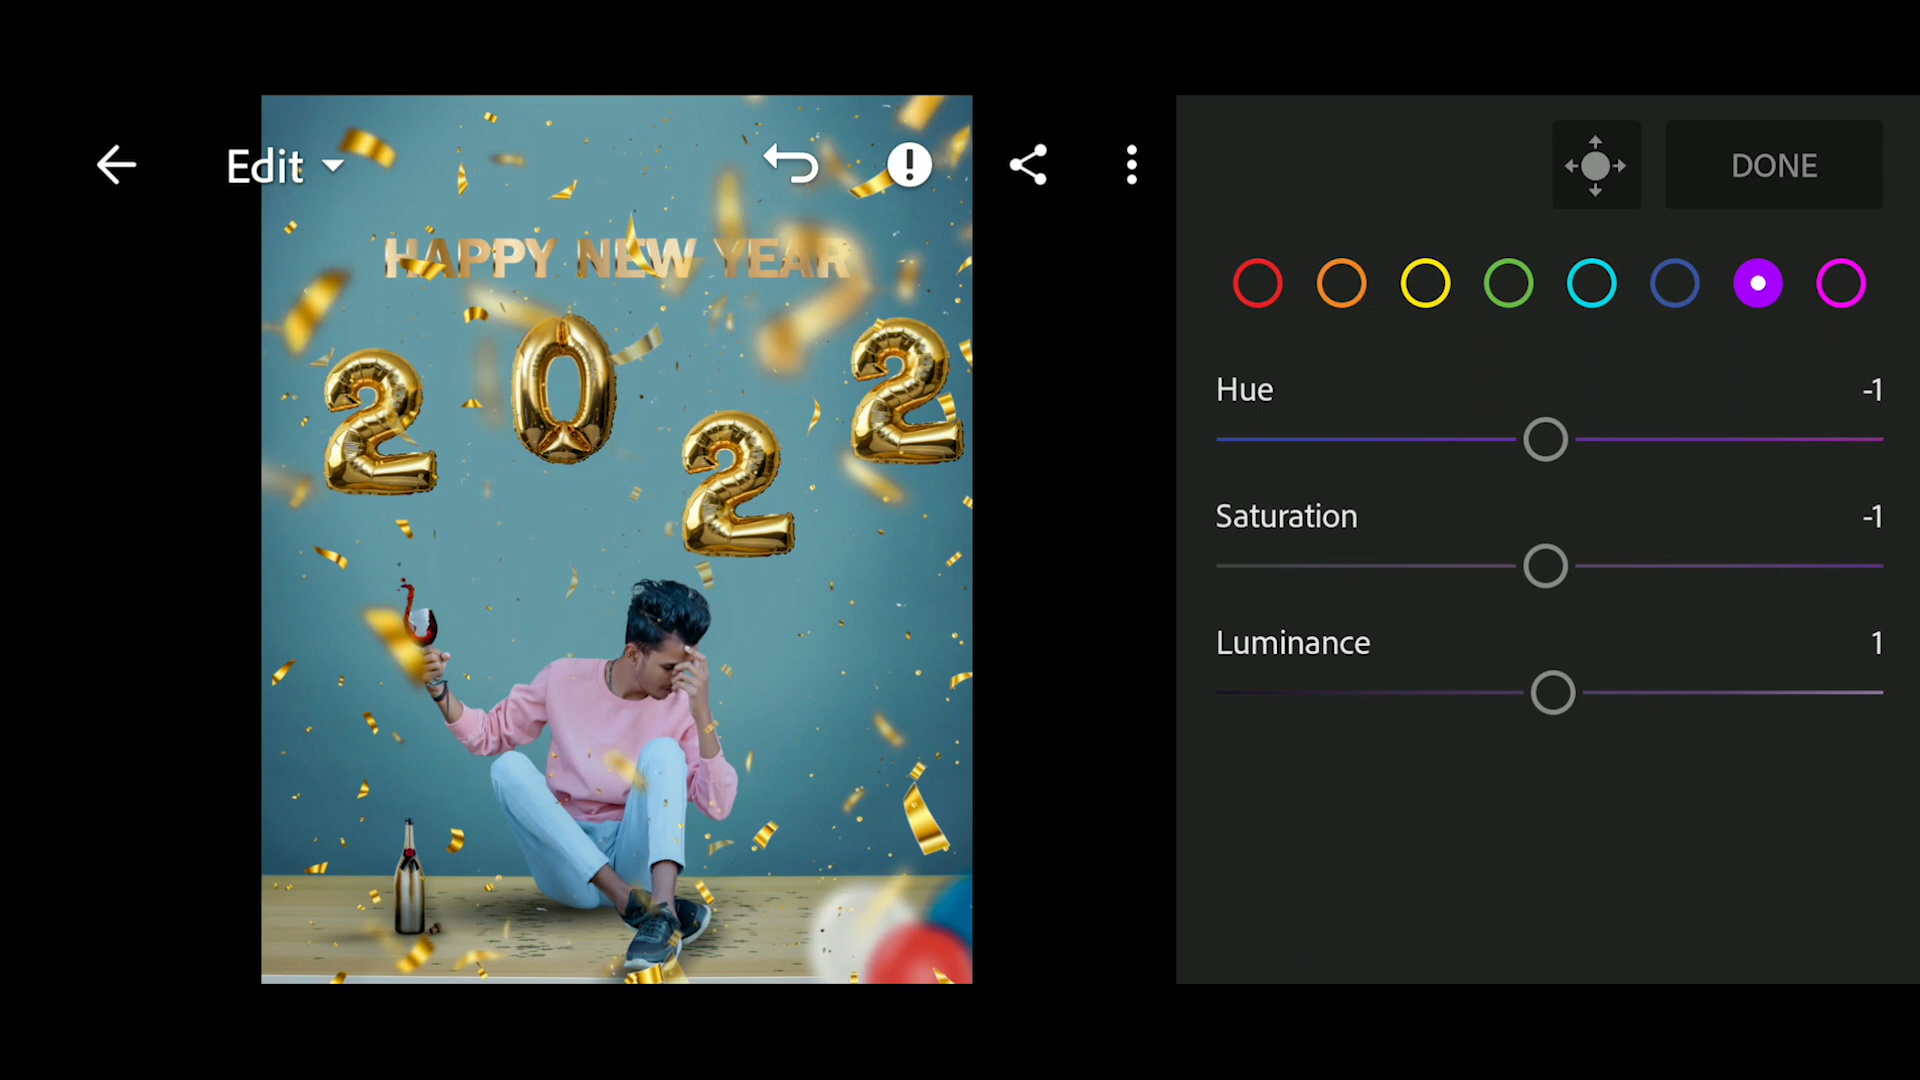 Edit
DONE
HAPPY NEW YEAR
2022
Hue -1
Saturation -1
Luminance 1